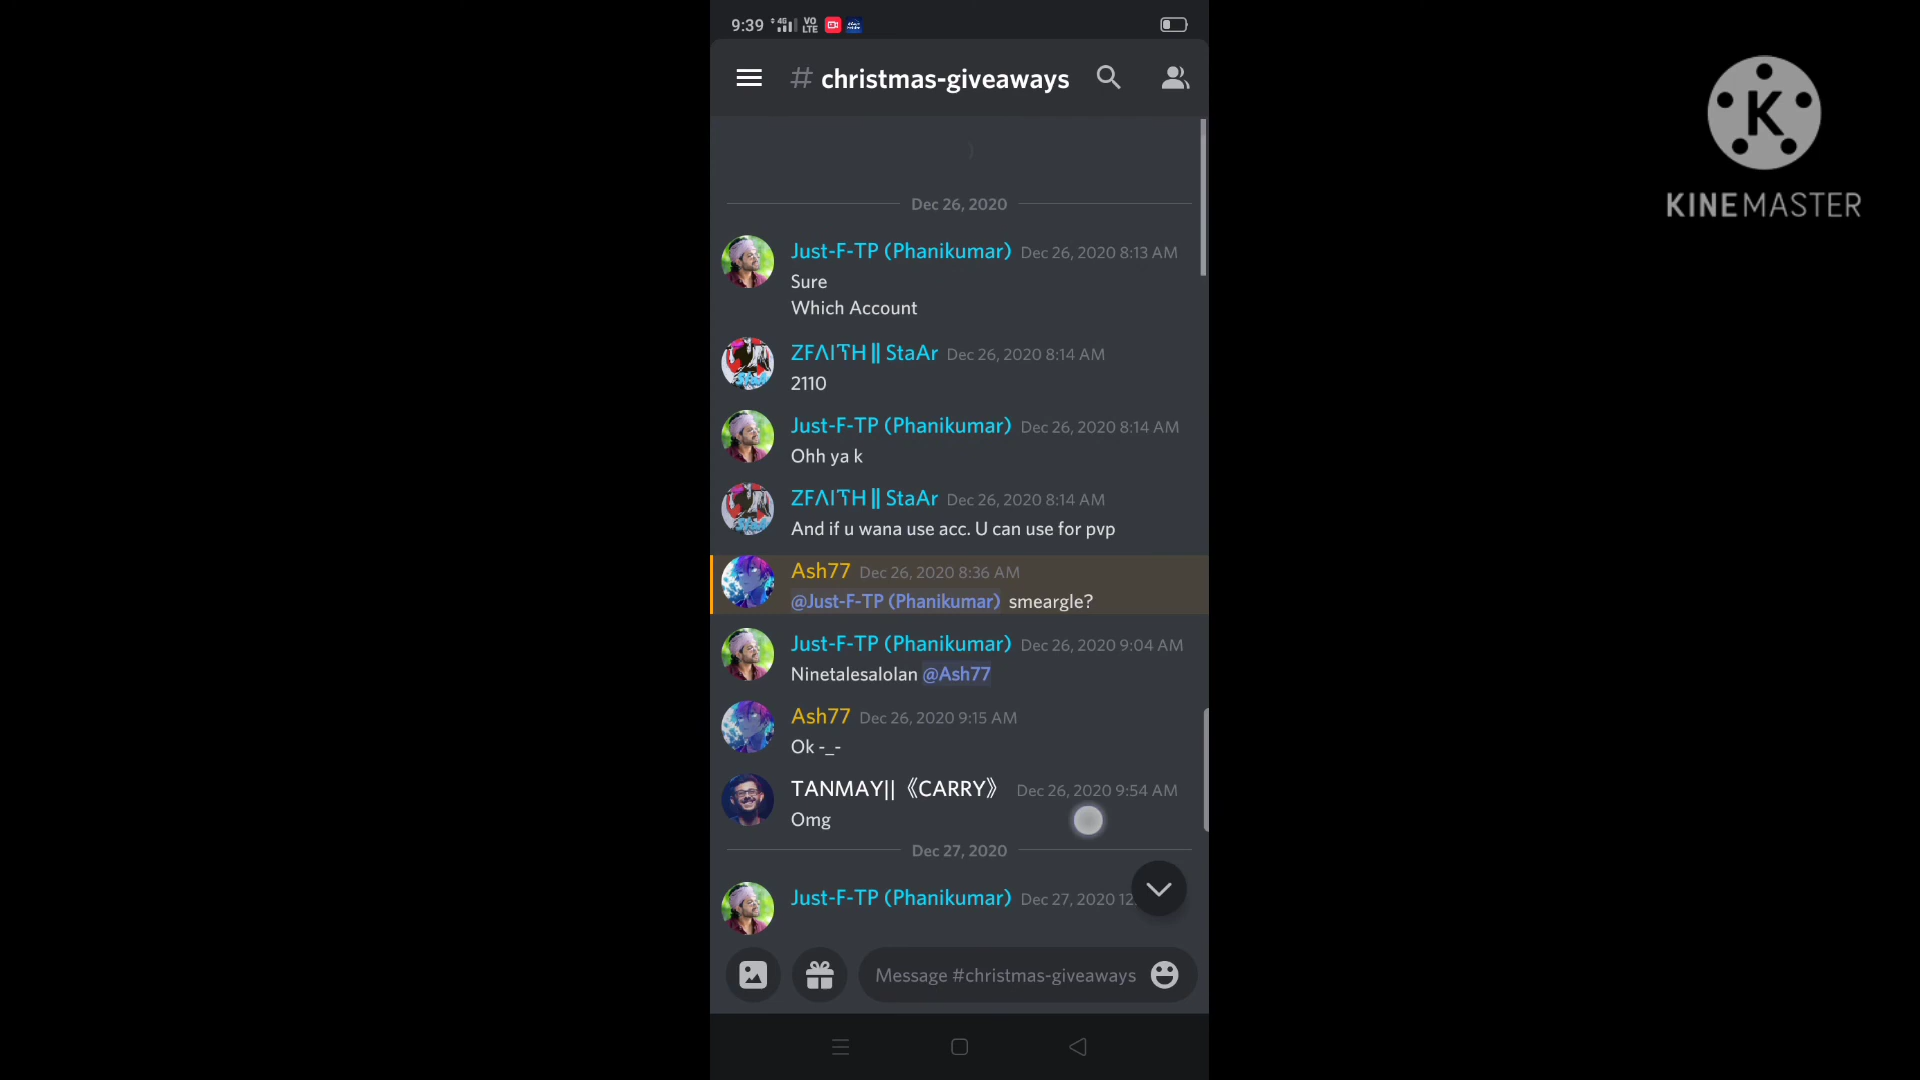 9:39 4G VO LTE
# christmas-giveaways
Dec 26, 2020
Just-F-TP (Phanikumar) Dec 26, 2020 8:13 AM
Sure
Which Account
ZFΛIͲH || StaAr Dec 26, 2020 8:14 AM
2110
Just-F-TP (Phanikumar) Dec 26, 2020 8:14 AM
Ohh ya k
ZFΛIͲH || StaAr Dec 26, 2020 8:14 AM
And if u wana use acc. U can use for pvp
Ash77 Dec 26, 2020 8:36 AM
@Just-F-TP (Phanikumar) smeargle?
Just-F-TP (Phanikumar) Dec 26, 2020 9:04 AM
Ninetalesalolan @Ash77
Ash77 Dec 26, 2020 9:15 AM
Ok -_-
TANMAY||《CARRY》 Dec 26, 2020 9:54 AM
Omg
Dec 27, 2020
Just-F-TP (Phanikumar) Dec 27, 2020 12
Message #christmas-giveaways
K
KINEMASTER